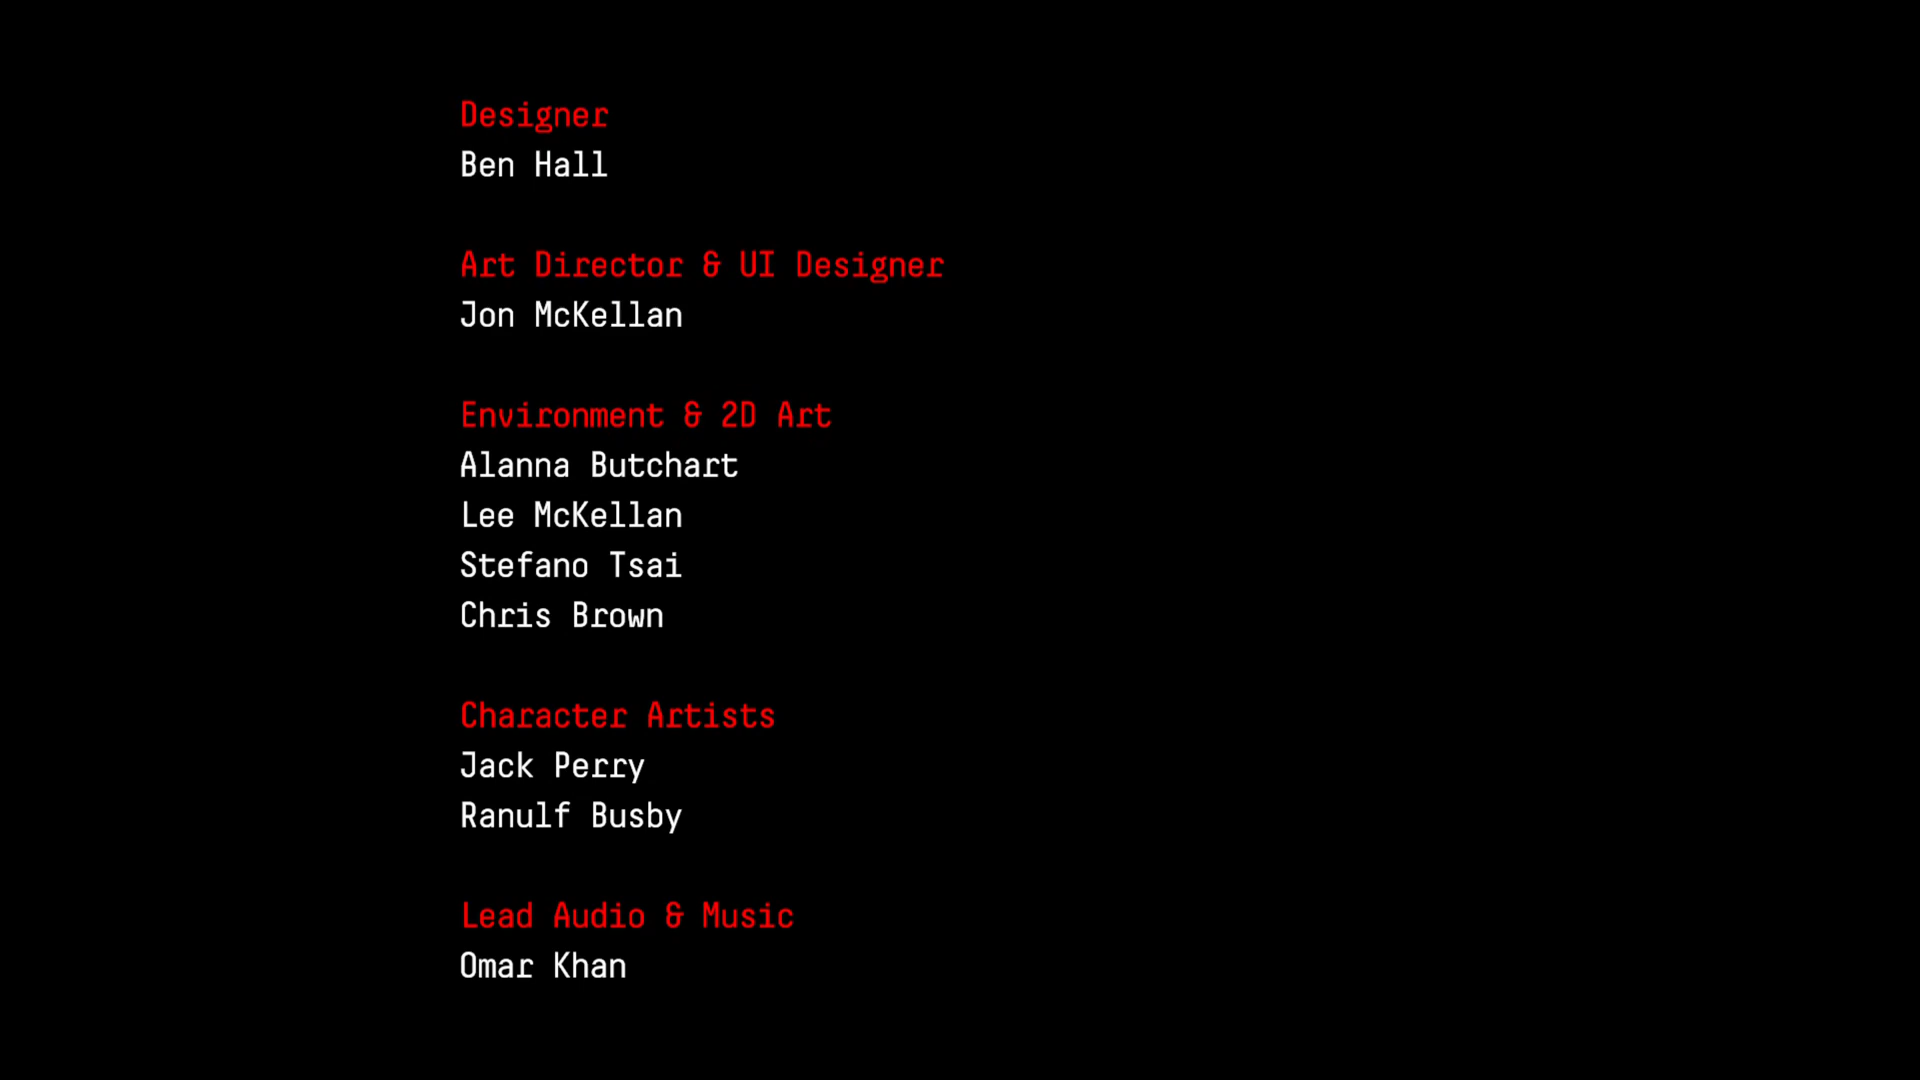 Designer
Ben Hall
Art Director & UI Designer
Jon McKellan
Environment & 2D Art
Alanna Butchart
Lee McKellan
Stefano Tsai
Chris Brown
Character Artists
Jack Perry
Ranulf Busby
Lead Audio & Music
Omar Khan